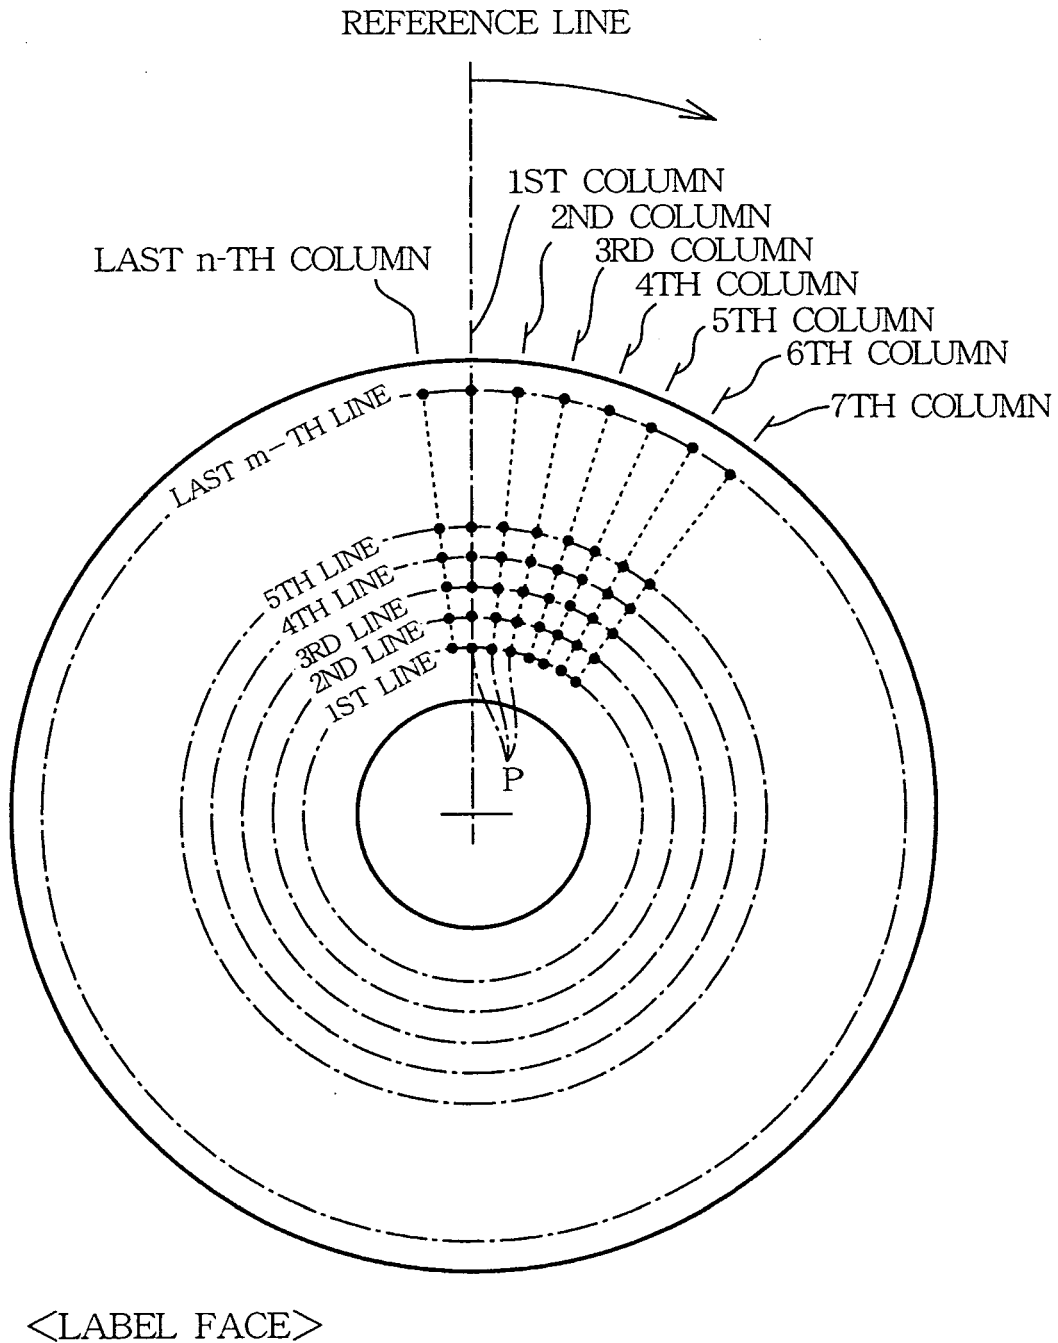 REFERENCE LINE
1ST COLUMN
2ND COLUMN
3RD COLUMN
LAST n-TH COLUMN
4TH COLUMN
5TH COLUMN
6TH COLUMN
7TH COLUMN
LAST m-TH LINE
5TH LINE
4TH LINE
3RD LINE
2ND LINE
1ST LINE
P
<LABEL FACE>